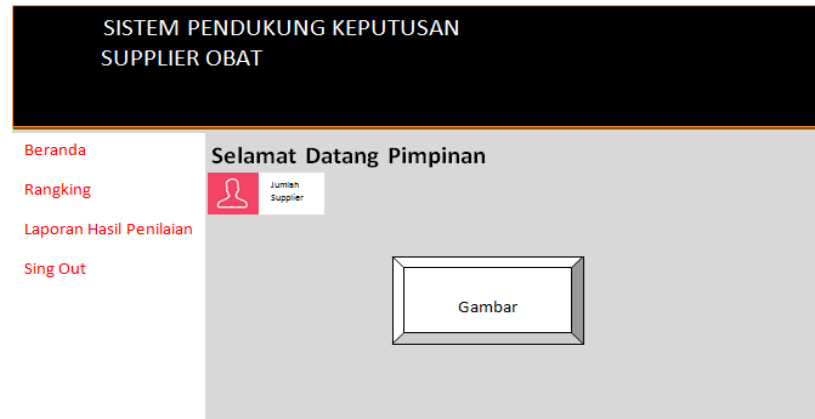 SISTEM PENDUKUNG KEPUTUSAN
SUPPLIER OBAT
Beranda
Rangking
Laporan Hasil Penilaian
Sing Out
Selamat Datang Pimpinan
Jumlah
Supplier
Gambar